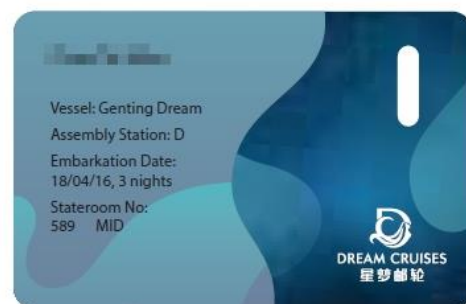 Vessel: Genting Dream
Assembly Station: D
Embarkation Date:
18/04/16, 3 nights
Stateroom No:
589 MID
DREAM CRUISES
星梦邮轮